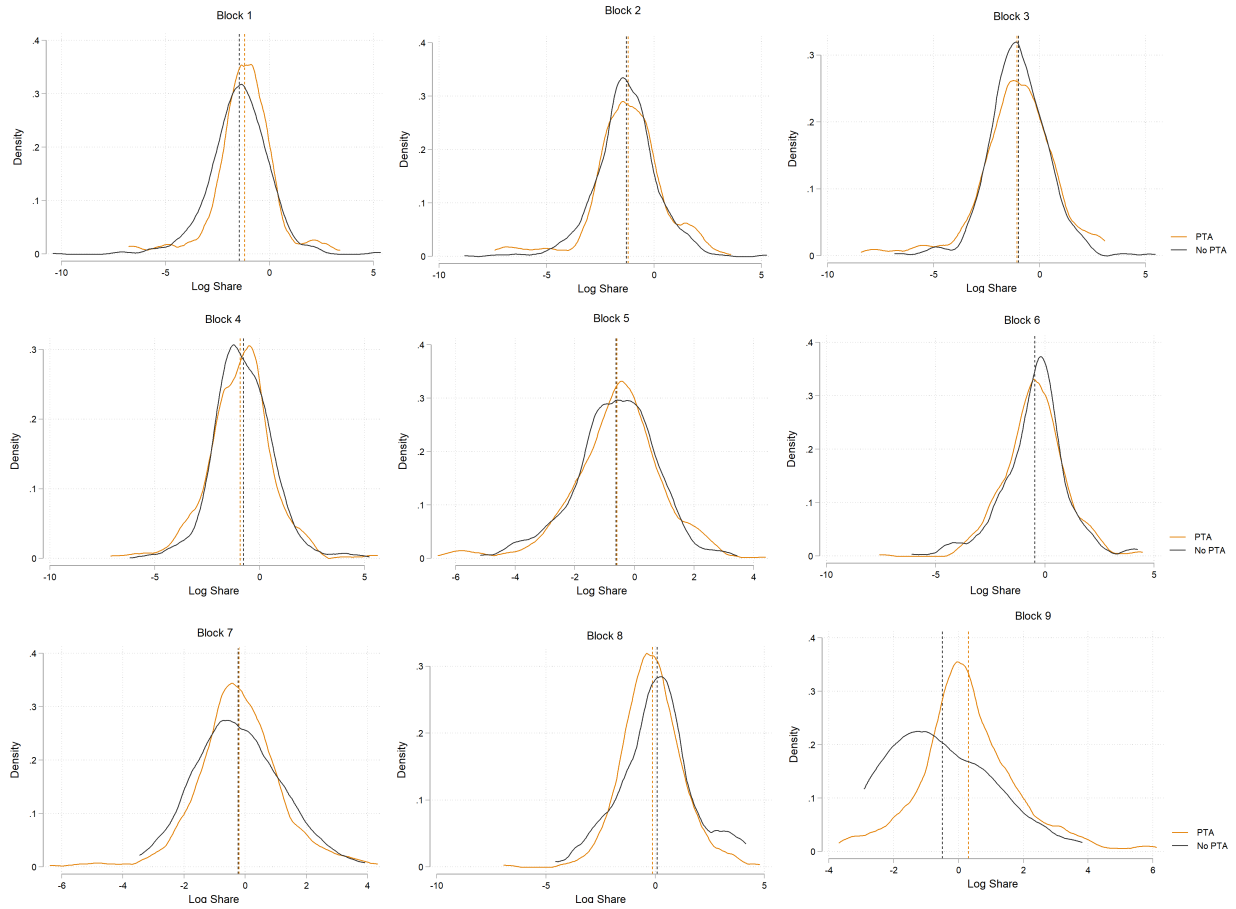 Block 1
.4
.3
.2
.1
0
Density
-10 -5 0 5
Log Share
Block 2
.4
.3
.2
.1
0
Density
-10 -5 0 5
Log Share
Block 3
.3
.2
.1
0
Density
-10 -5 0 5
Log Share
PTA
No PTA
Block 4
.3
.2
.1
0
Density
-10 -5 0 5
Log Share
Block 5
.4
.3
.2
.1
0
Density
-6 -4 -2 0 2 4
Log Share
Block 6
.4
.3
.2
.1
0
Density
-10 -5 0 5
Log Share
PTA
No PTA
Block 7
.4
.3
.2
.1
0
Density
-6 -4 -2 0 2 4
Log Share
Block 8
.3
.2
.1
0
Density
-10 -5 0 5
Log Share
Block 9
.4
.3
.2
.1
0
Density
-4 -2 0 2 4 6
Log Share
PTA
No PTA